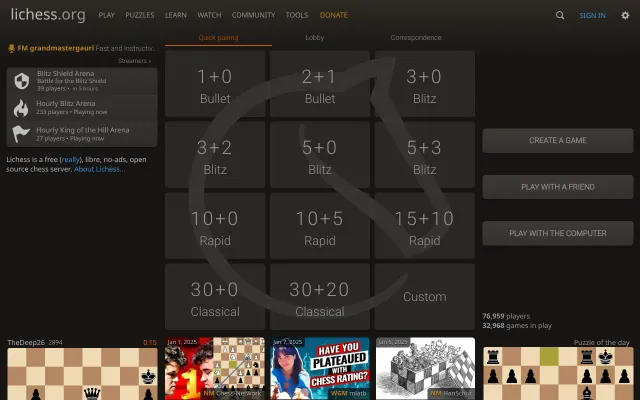 lichess.org PLAY PUZZLES LEARN WATCH COMMUNITY TOOLS DONATE SIGN IN
FM grandmastergauri Fast and Instructiv…
Streamers »
Blitz Shield Arena
Battle for the Blitz Shield
39 players • in 5 hours
Hourly Blitz Arena
233 players • Playing now
Hourly King of the Hill Arena
27 players • Playing now
Lichess is a free (really), libre, no-ads, open
source chess server. About Lichess...
Quick pairing Lobby Correspondence
1+0
Bullet
2+1
Bullet
3+0
Blitz
3+2
Blitz
5+0
Blitz
5+3
Blitz
10+0
Rapid
10+5
Rapid
15+10
Rapid
30+0
Classical
30+20
Classical
Custom
CREATE A GAME
PLAY WITH A FRIEND
PLAY WITH THE COMPUTER
76,959 players
32,968 games in play
TheDeep26 2894 0:15
Jan 1, 2025
NM Chess-Network
Jan 7, 2025
HAVE YOU
PLATEAUED
WITH
CHESS RATING?
WGM mlarb
Jan 6, 2025
NM HanSchut
Puzzle of the day